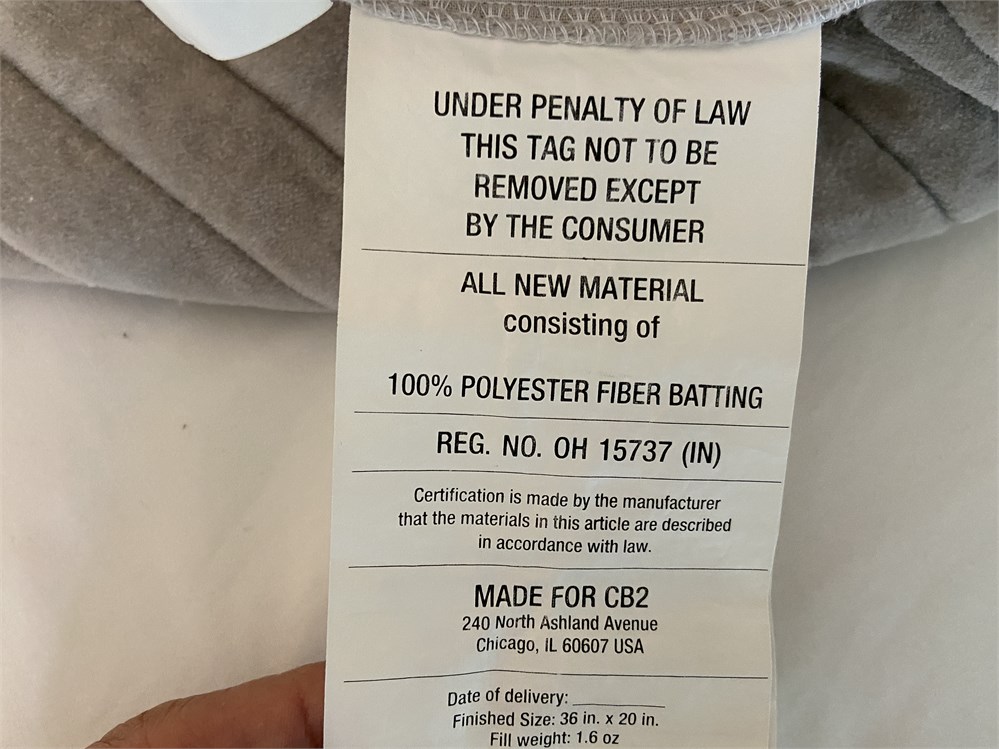 UNDER PENALTY OF LAW
THIS TAG NOT TO BE
REMOVED EXCEPT
BY THE CONSUMER
ALL NEW MATERIAL
consisting of
100% POLYESTER FIBER BATTING
REG. NO. OH 15737 (IN)
Certification is made by the manufacturer
that the materials in this article are described
in accordance with law.
MADE FOR CB2
240 North Ashland Avenue
Chicago, IL 60607 USA
Date of delivery: ________
Finished Size: 36 in. x 20 in.
Fill weight: 1.6 oz